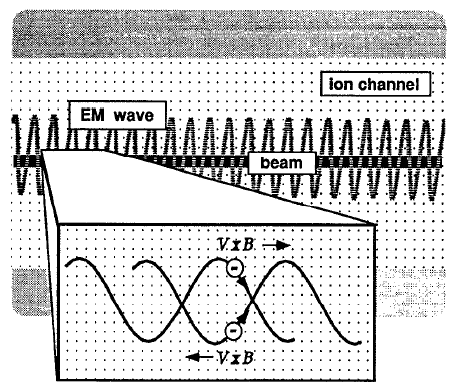 ion channel
EM wave
beam
V x B →
-
-
← V x B